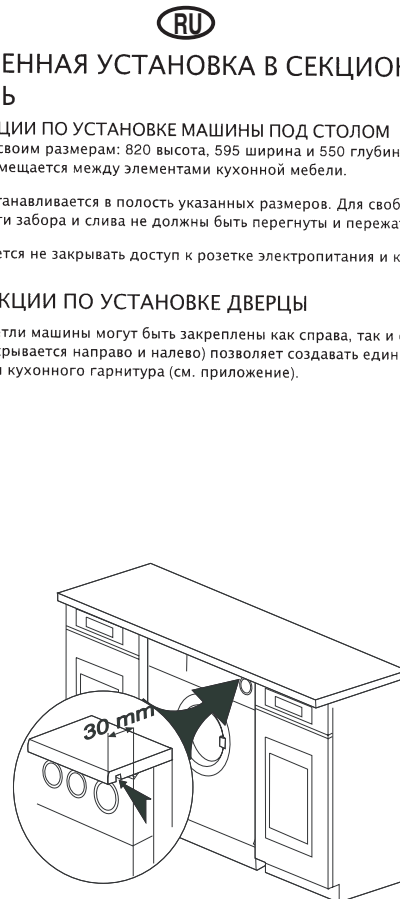 RU
ЕННАЯ УСТАНОВКА В СЕКЦИОН
Ь
ЦИИ ПО УСТАНОВКЕ МАШИНЫ ПОД СТОЛОМ
своим размерам: 820 высота, 595 ширина и 550 глубин
мещается между элементами кухонной мебели.
танавливается в полость указанных размеров. Для своб
ти забора и слива не должны быть перегнуты и пережат
ется не закрывать доступ к розетке электропитания и к
КЦИИ ПО УСТАНОВКЕ ДВЕРЦЫ
етли машины могут быть закреплены как справа, так и с
крывается направо и налево) позволяет создавать един
и кухонного гарнитура (см. приложение).
30 mm